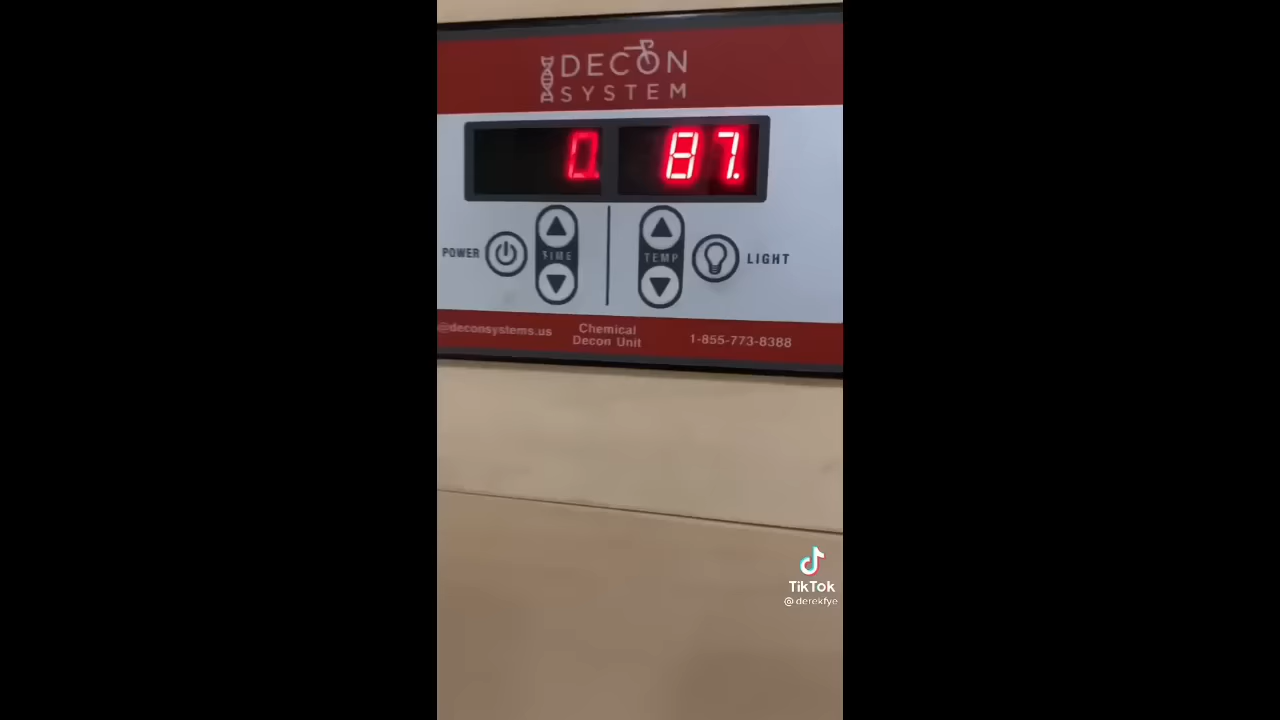 DECON
SYSTEM
0. 87.
POWER TIME TEMP LIGHT
@deconsystems.us
Chemical
Decon Unit
1-855-773-8388
TikTok
@derekfye